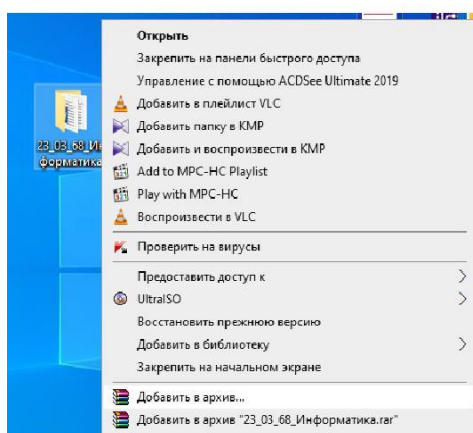 Открыть
Закрепить на панели быстрого доступа
Управление с помощью ACDSee Ultimate 2019
Добавить в плейлист VLC
Добавить папку в KMP
23_03_68_Ин
форматика
Добавить и воспроизвести в KMP
Add to MPC-HC Playlist
Play with MPC-HC
Воспроизвести в VLC
Проверить на вирусы
Предоставить доступ к
UltraISO
Восстановить прежнюю версию
Добавить в библиотеку
Закрепить на начальном экране
Добавить в архив...
Добавить в архив "23_03_68_Информатика.rar"